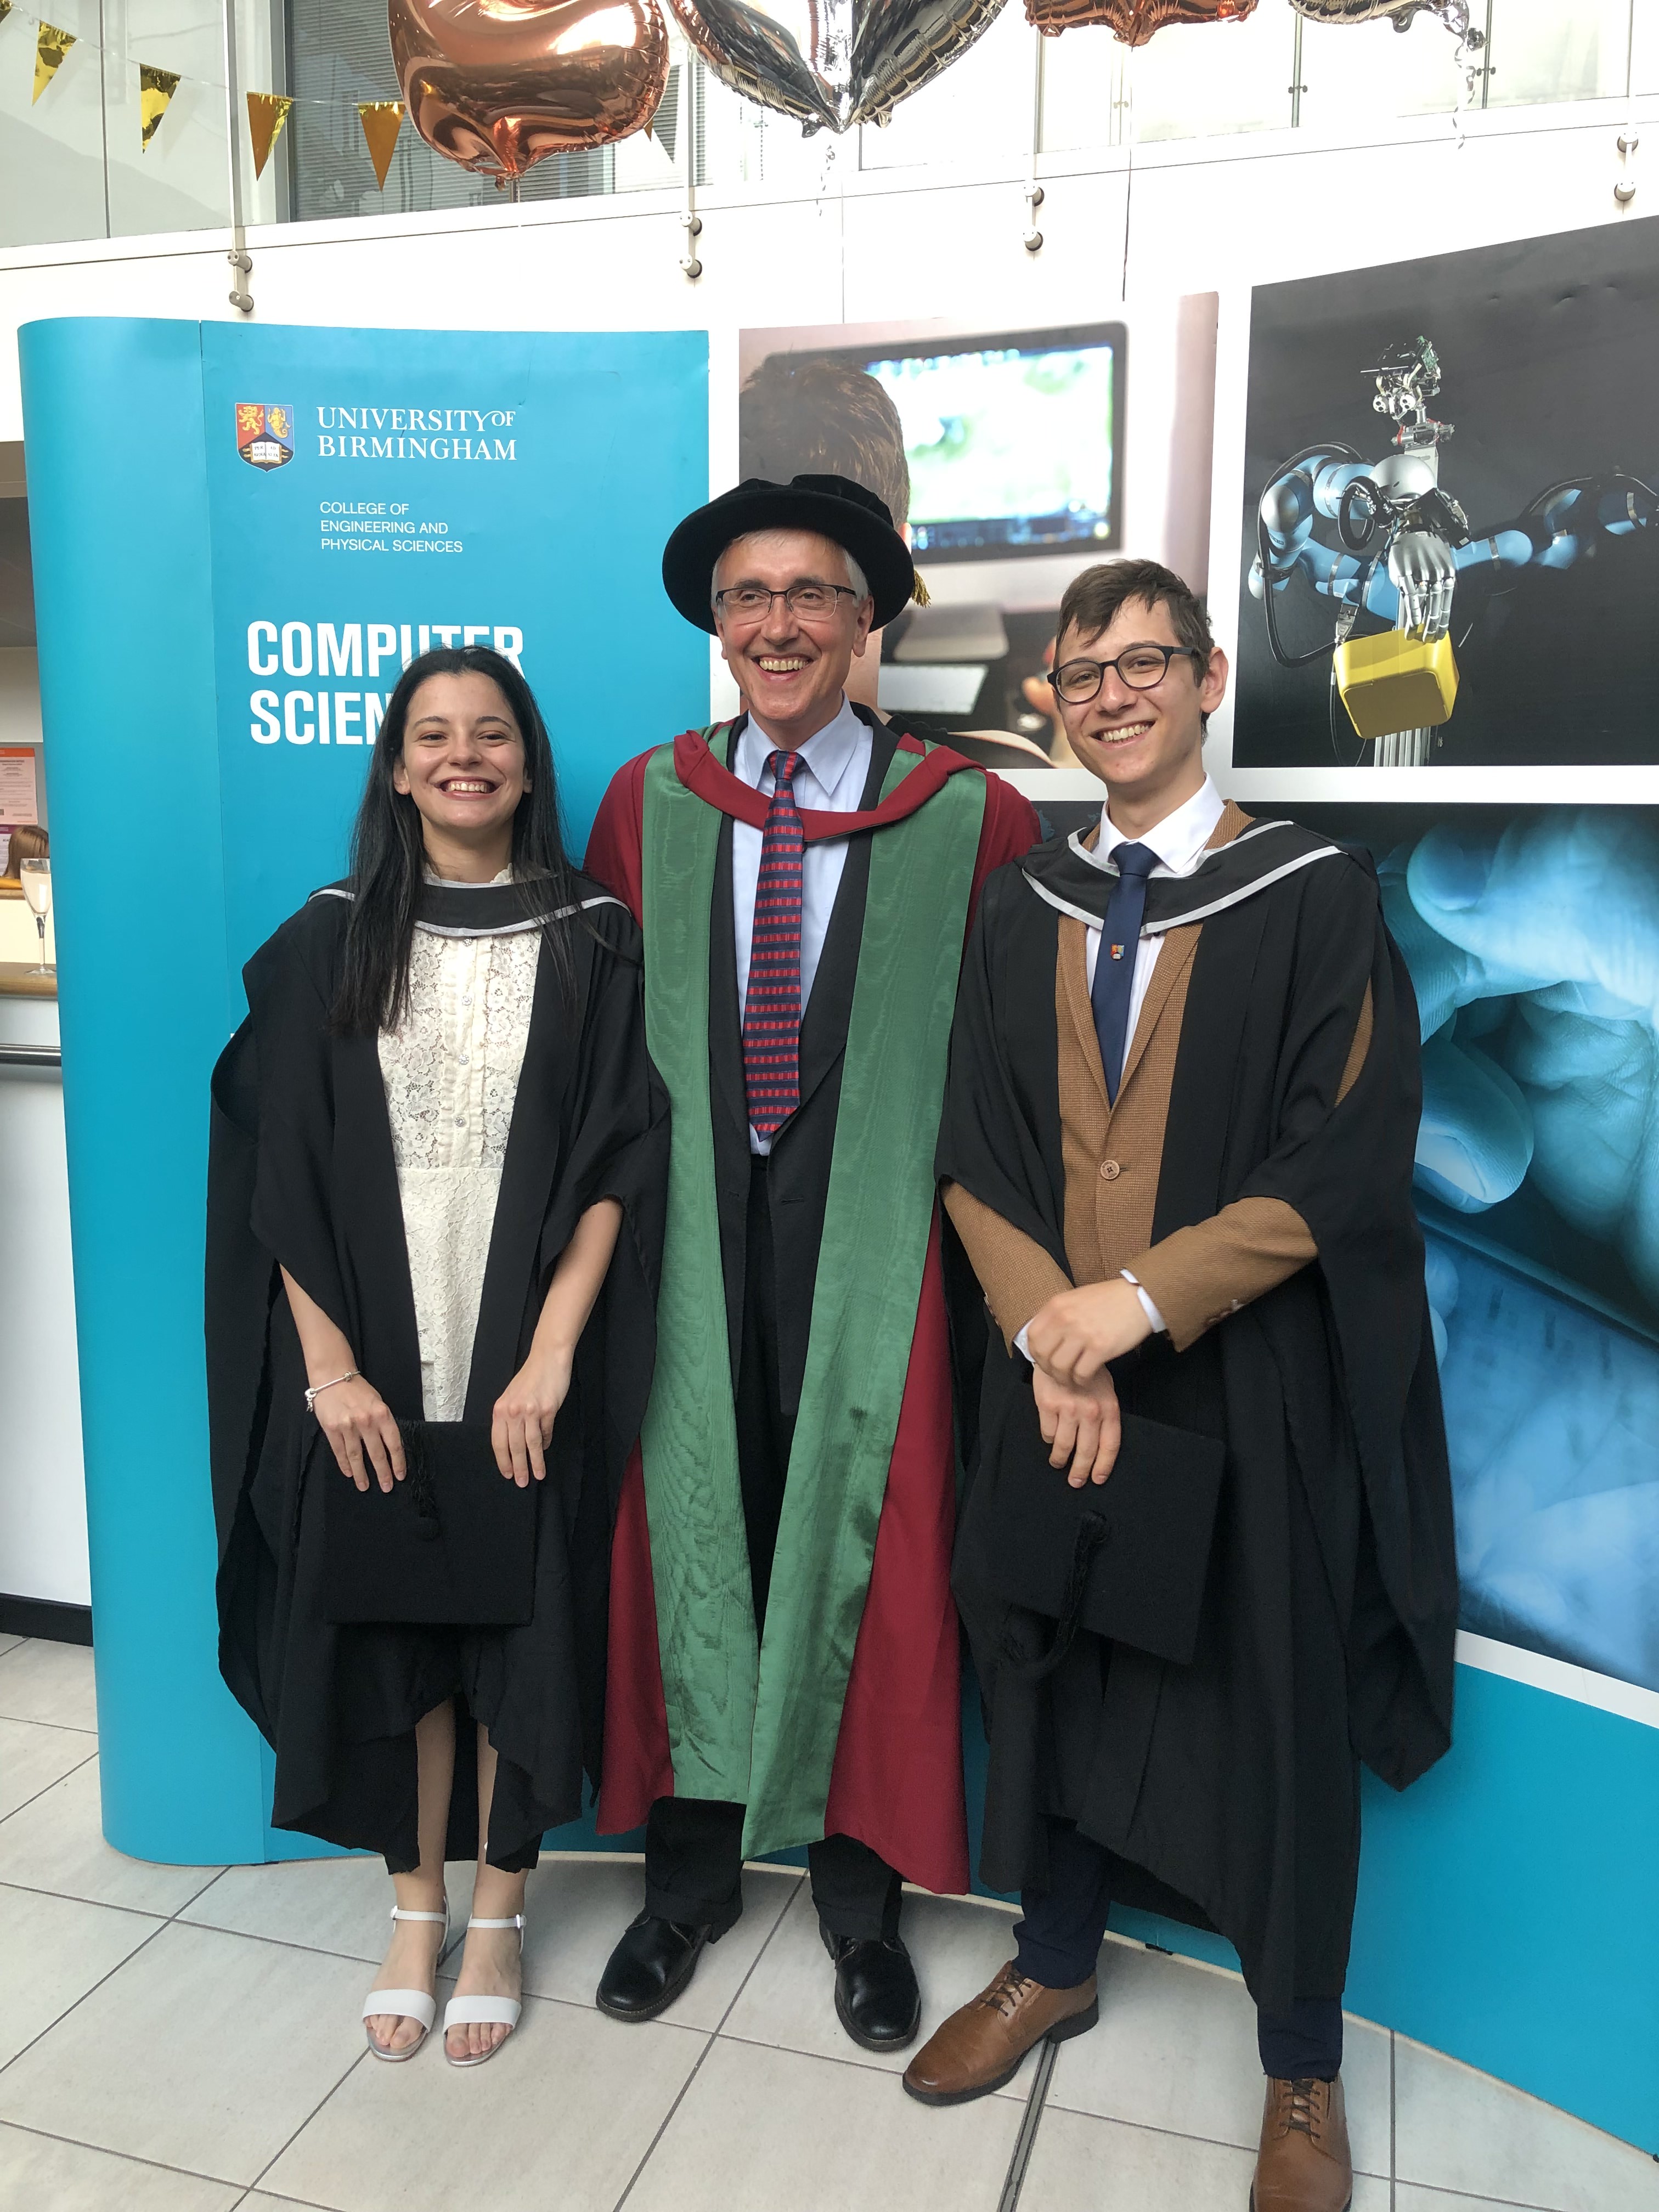 UNIVERSITY OF
BIRMINGHAM
COLLEGE OF
ENGINEERING AND
PHYSICAL SCIENCES
COMPUTER
SCIEN